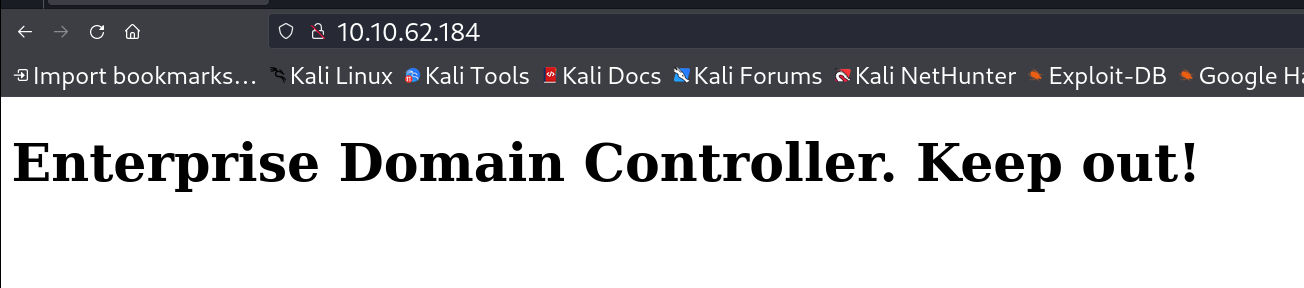 10.10.62.184
Import bookmarks... Kali Linux Kali Tools Kali Docs Kali Forums Kali NetHunter Exploit-DB Google Ha
Enterprise Domain Controller. Keep out!